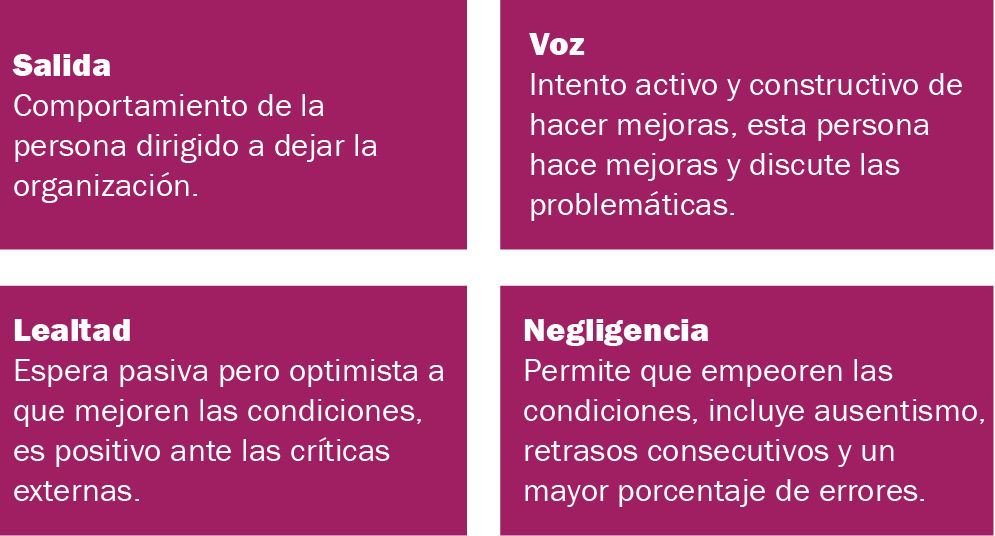 Salida
Comportamiento de la
persona dirigido a dejar la
organización.
Voz
Intento activo y constructivo de
hacer mejoras, esta persona
hace mejoras y discute las
problemáticas.
Lealtad
Espera pasiva pero optimista a
que mejoren las condiciones,
es positivo ante las críticas
externas.
Negligencia
Permite que empeoren las
condiciones, incluye ausentismo,
retrasos consecutivos y un
mayor porcentaje de errores.